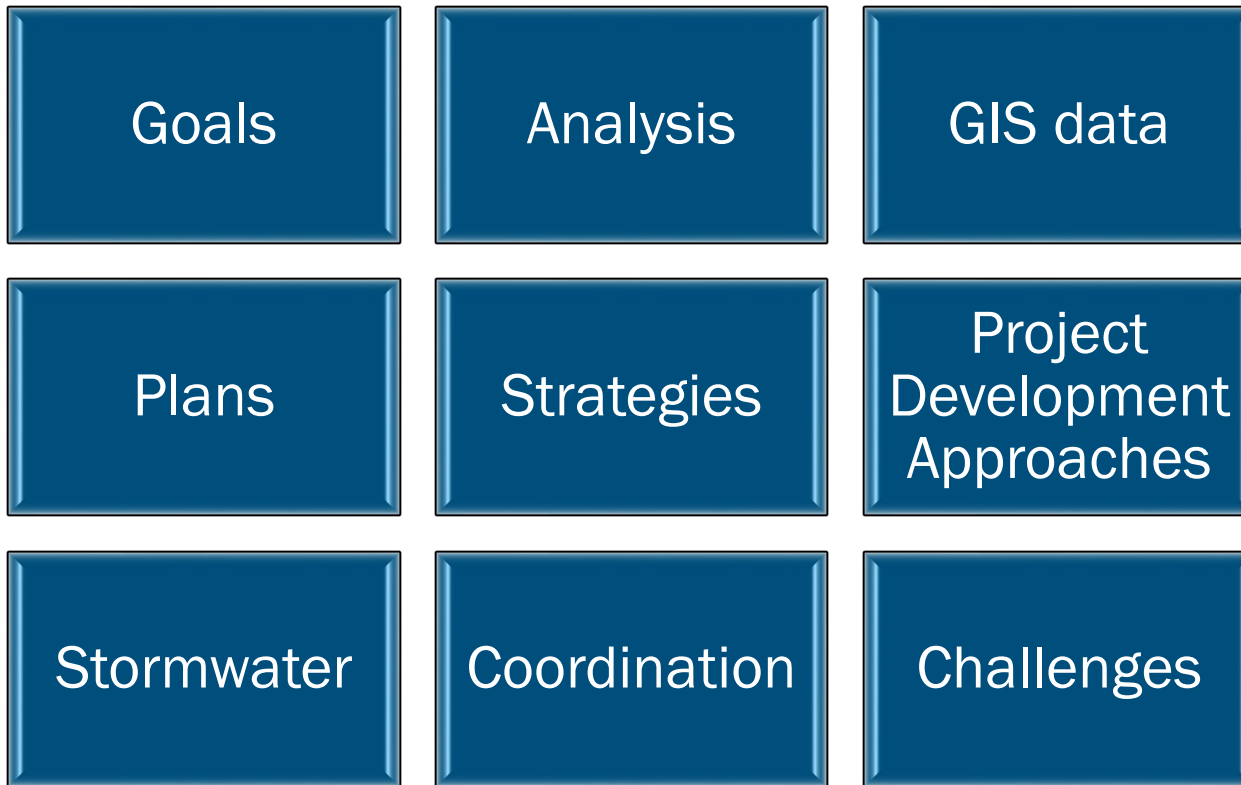 Goals
Analysis
GIS data
Plans
Strategies
Project
Development
Approaches
Stormwater
Coordination
Challenges